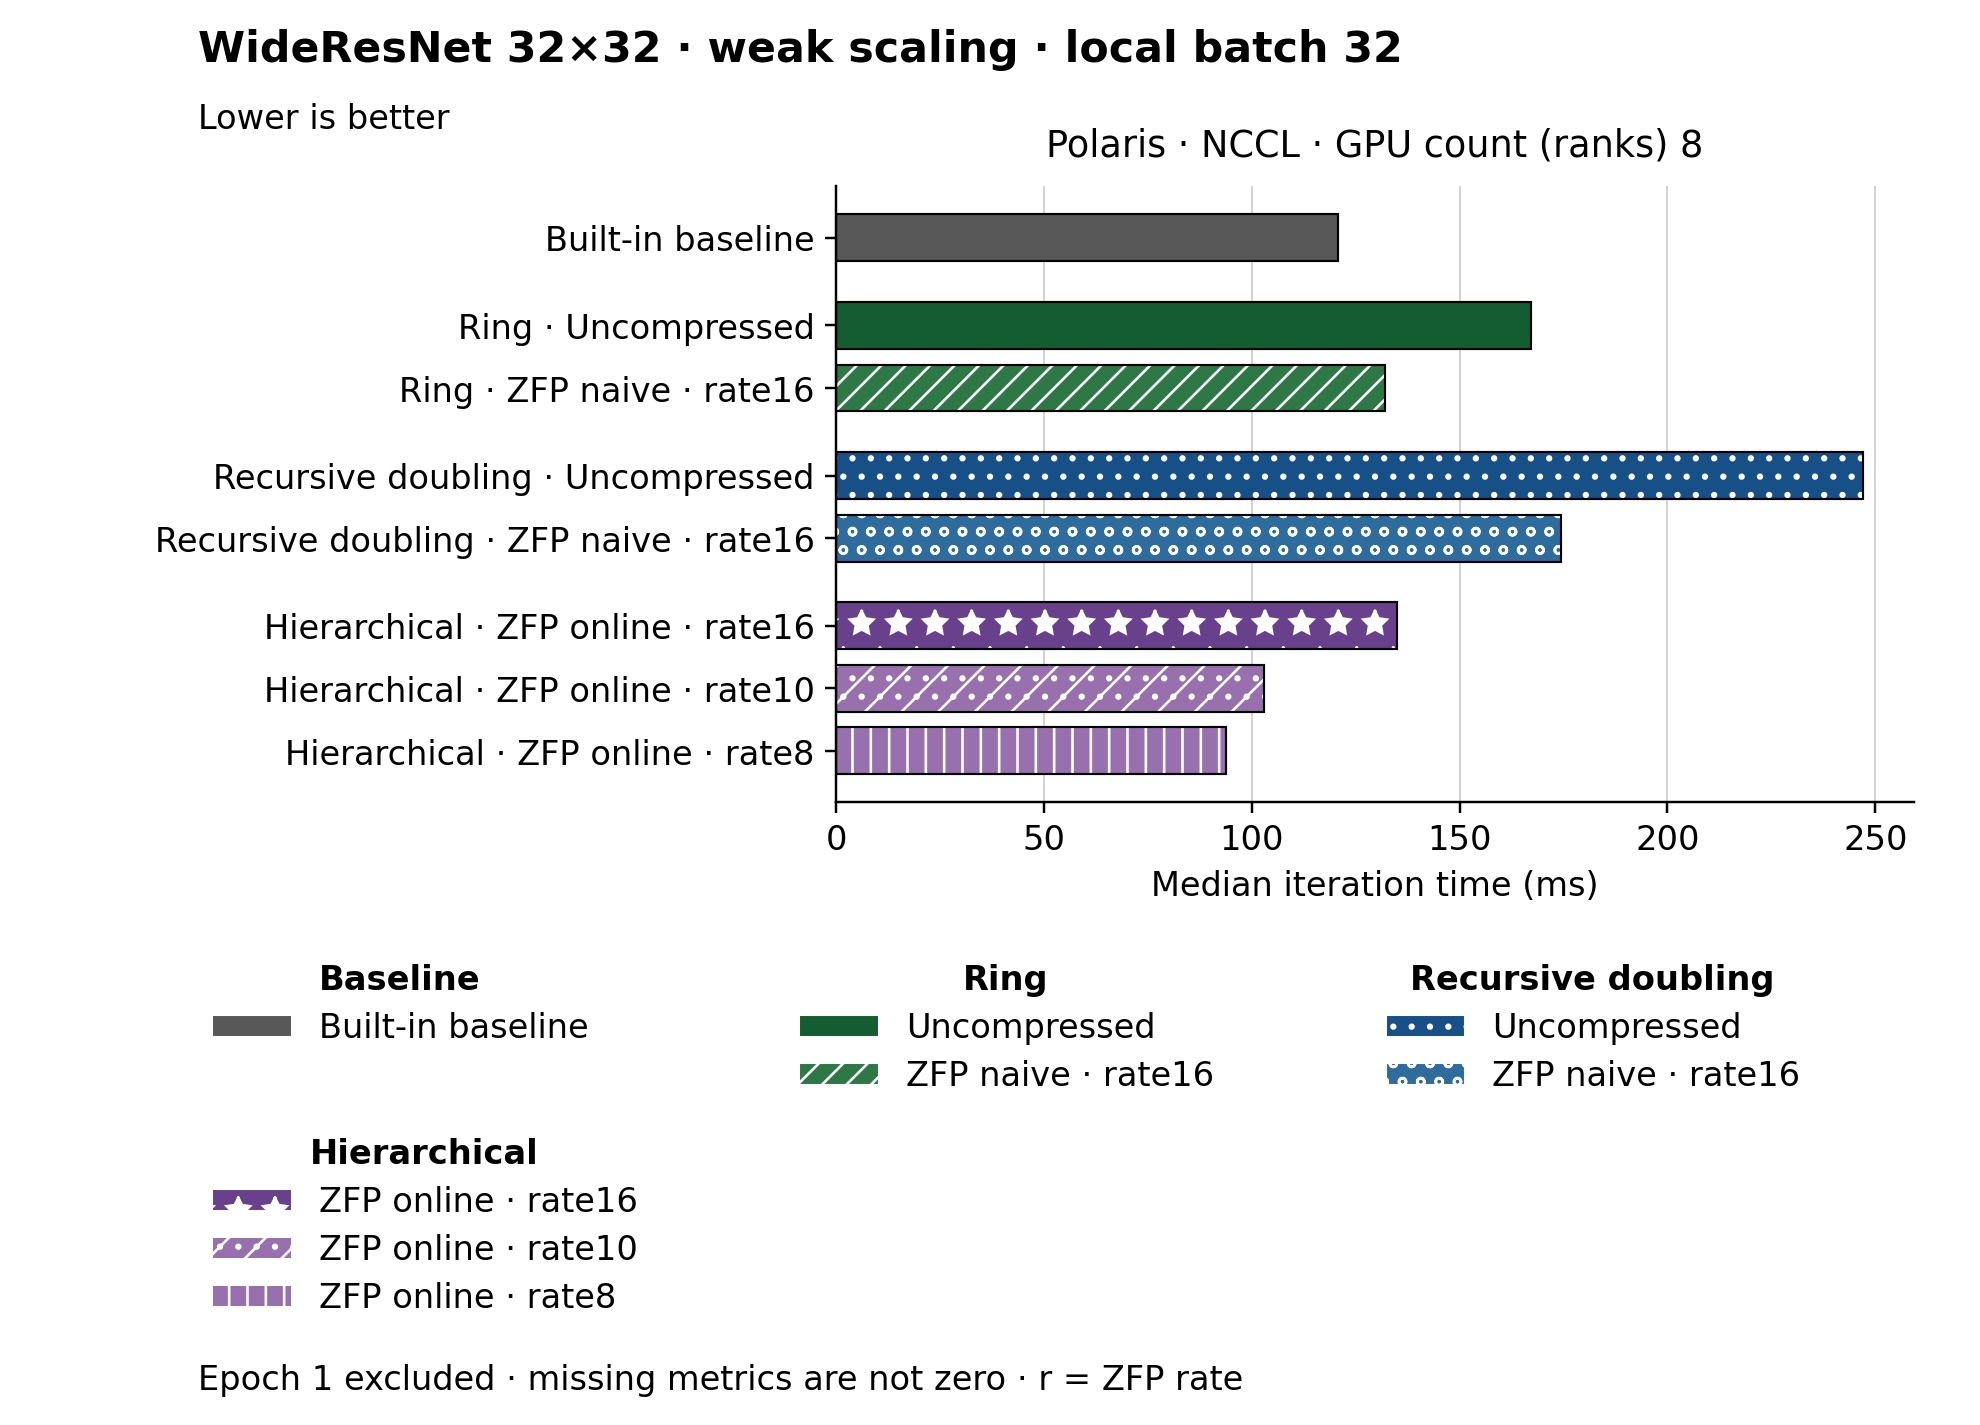 WideResNet 32×32 · weak scaling · local batch 32
Lower is better
Polaris · NCCL · GPU count (ranks) 8
Built-in baseline
Ring · Uncompressed
Ring · ZFP naive · rate16
Recursive doubling · Uncompressed
Recursive doubling · ZFP naive · rate16
Hierarchical · ZFP online · rate16
Hierarchical · ZFP online · rate10
Hierarchical · ZFP online · rate8
0 50 100 150 200 250
Median iteration time (ms)
Baseline
Built-in baseline
Ring
Uncompressed
ZFP naive · rate16
Recursive doubling
Uncompressed
ZFP naive · rate16
Hierarchical
ZFP online · rate16
ZFP online · rate10
ZFP online · rate8
Epoch 1 excluded · missing metrics are not zero · r = ZFP rate